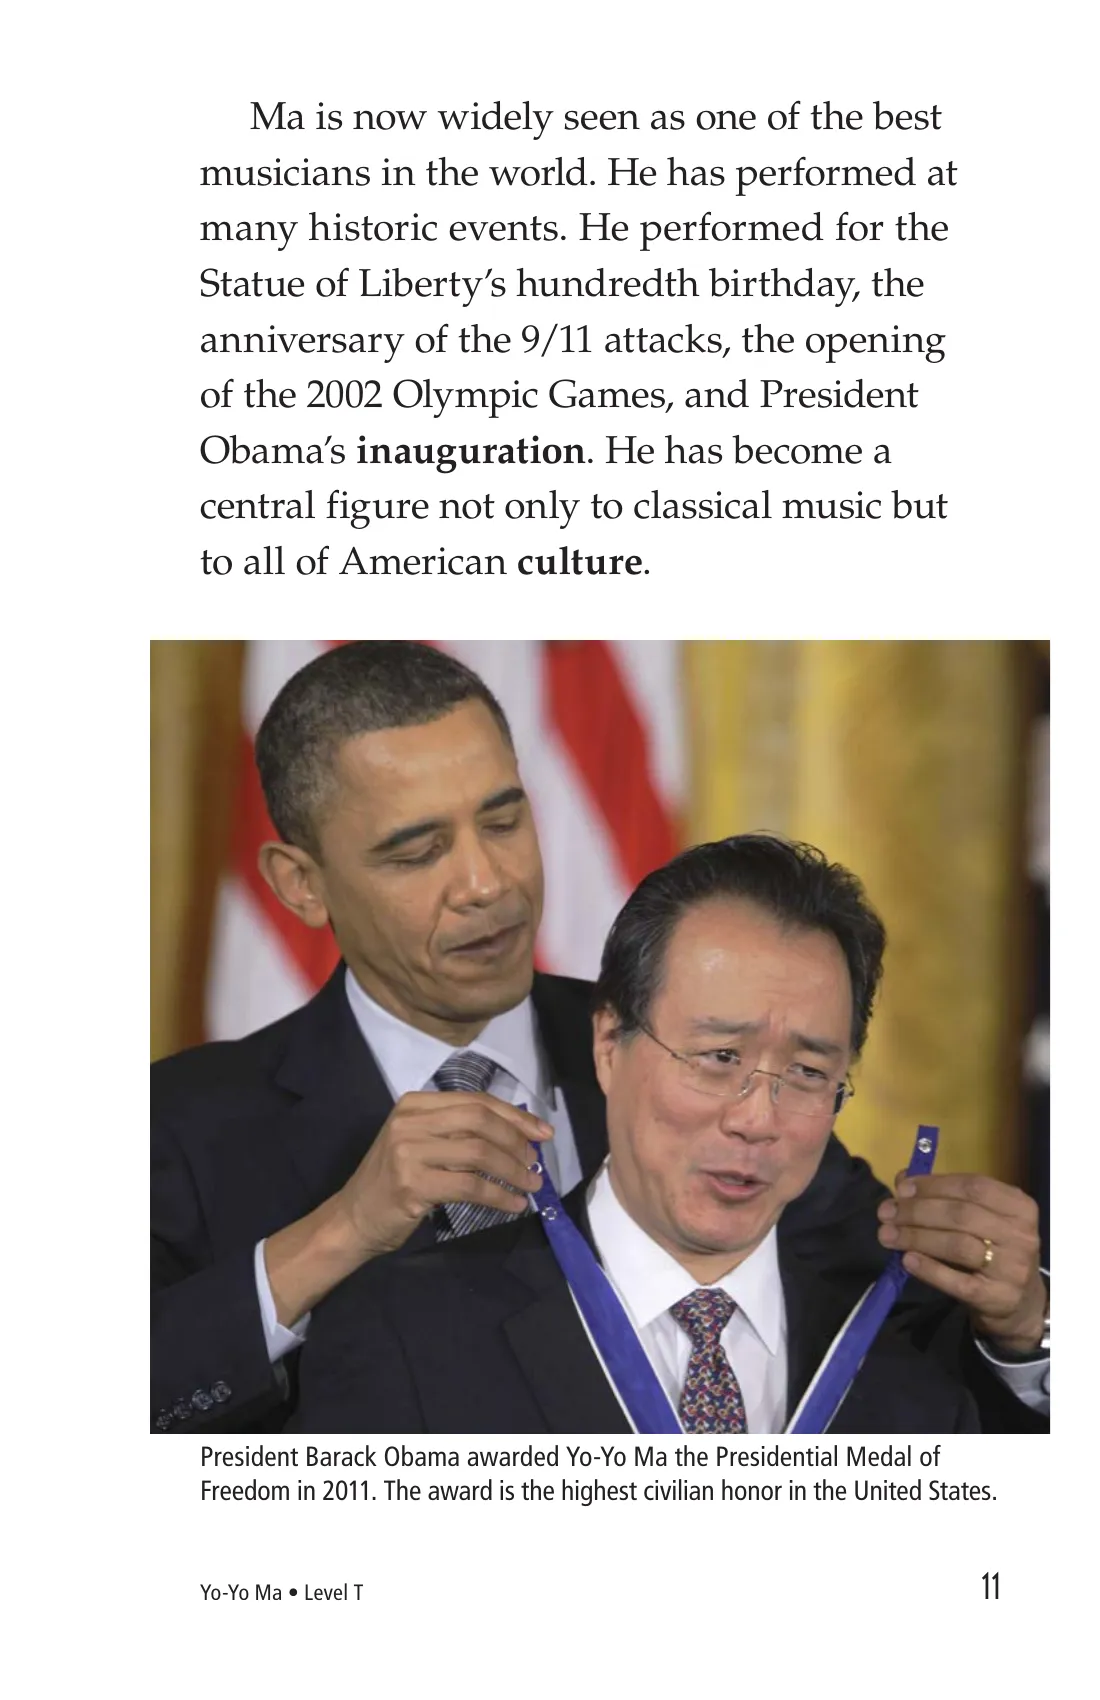 Ma is now widely seen as one of the best
musicians in the world. He has performed at
many historic events. He performed for the
Statue of Liberty’s hundredth birthday, the
anniversary of the 9/11 attacks, the opening
of the 2002 Olympic Games, and President
Obama’s inauguration. He has become a
central figure not only to classical music but
to all of American culture.
President Barack Obama awarded Yo-Yo Ma the Presidential Medal of
Freedom in 2011. The award is the highest civilian honor in the United States.
Yo-Yo Ma • Level T
11